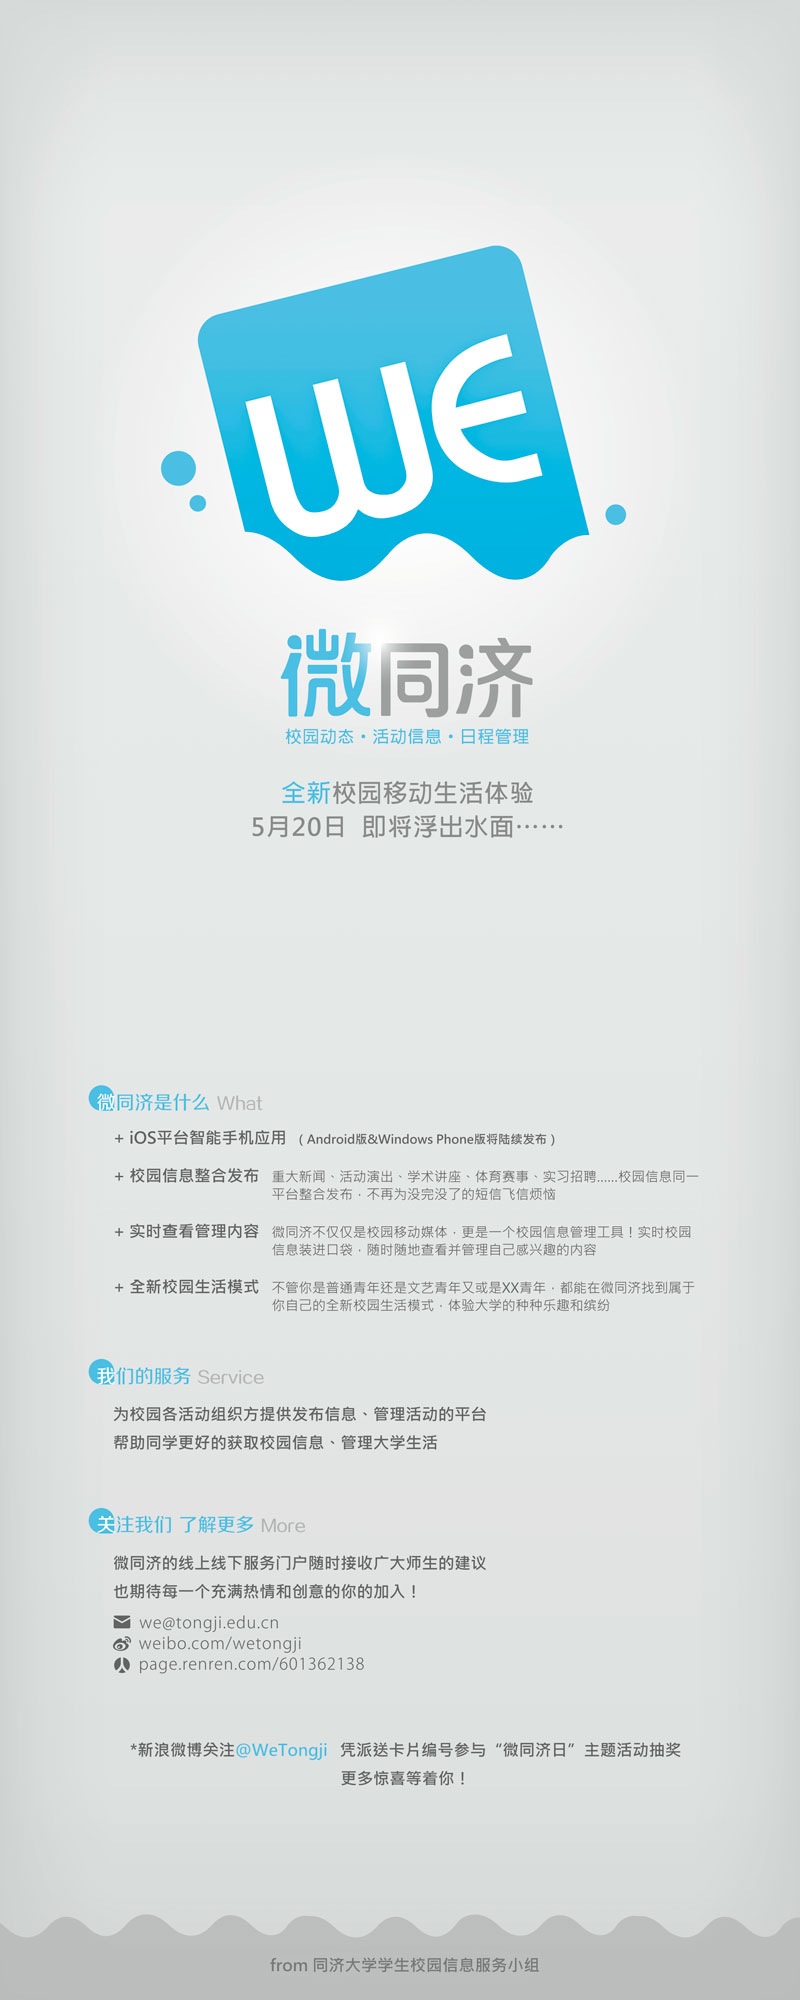 WE
微同济
校园动态·活动信息·日程管理
全新校园移动生活体验
5月20日 即将浮出水面……
微同济是什么 What
+ iOS平台智能手机应用 （Android版&Windows Phone版将陆续发布）
+ 校园信息整合发布 重大新闻、活动演出、学术讲座、体育赛事、实习招聘......校园信息同一
平台整合发布，不再为没完没了的短信飞信烦恼
+ 实时查看管理内容 微同济不仅仅是校园移动媒体，更是一个校园信息管理工具！实时校园
信息装进口袋，随时随地查看并管理自己感兴趣的内容
+ 全新校园生活模式 不管你是普通青年还是文艺青年又或是XX青年，都能在微同济找到属于
你自己的全新校园生活模式，体验大学的种种乐趣和缤纷
我们的服务 Service
为校园各活动组织方提供发布信息、管理活动的平台
帮助同学更好的获取校园信息、管理大学生活
关注我们 了解更多 More
微同济的线上线下服务门户随时接收广大师生的建议
也期待每一个充满热情和创意的你的加入！
we@tongji.edu.cn
weibo.com/wetongji
page.renren.com/601362138
*新浪微博关注@WeTongji 凭派送卡片编号参与“微同济日”主题活动抽奖
更多惊喜等着你！
from 同济大学学生校园信息服务小组